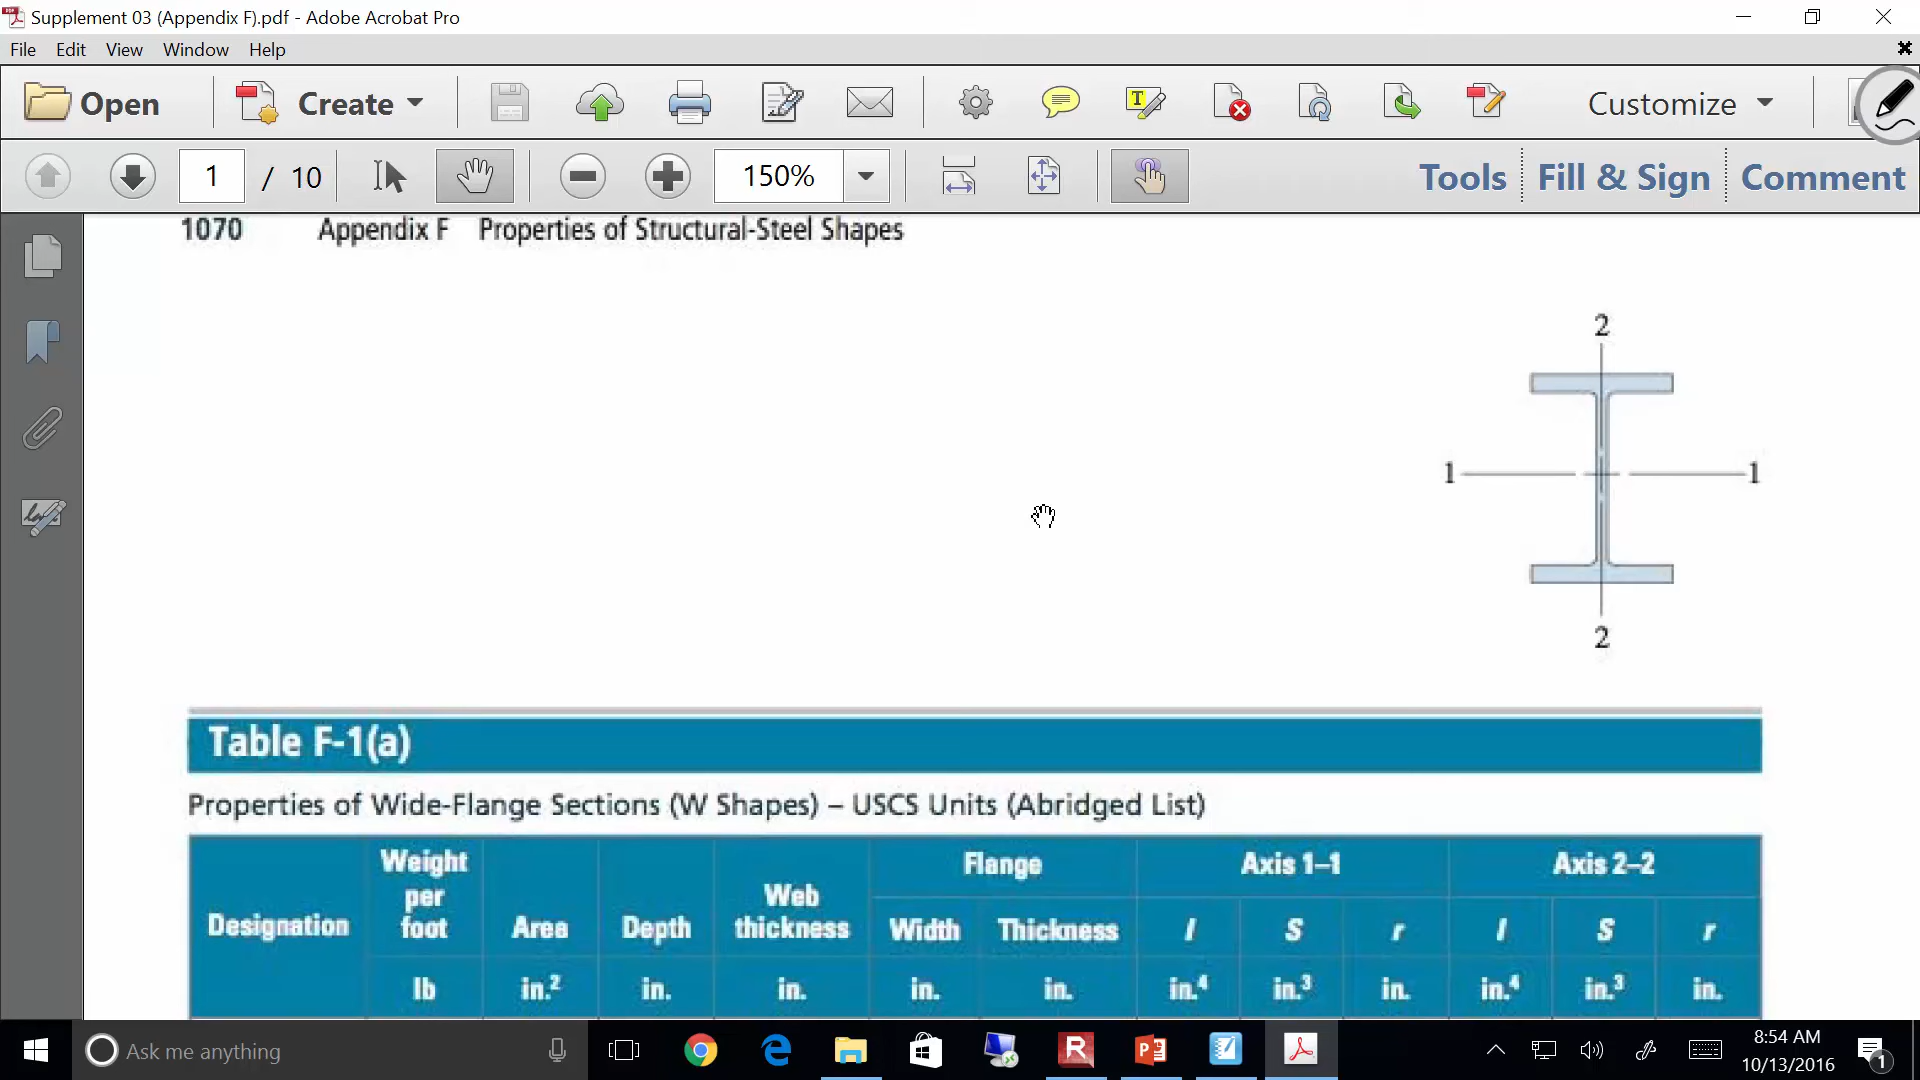 Supplement 03 (Appendix F).pdf - Adobe Acrobat Pro
File Edit View Window Help
Open Create Customize
1 / 10 150% Tools Fill & Sign Comment
1070 Appendix F Properties of Structural-Steel Shapes
2
1 1
2
Table F-1(a)
Properties of Wide-Flange Sections (W Shapes) – USCS Units (Abridged List)
Designation Weight per foot Area Depth Web thickness Flange Axis 1–1 Axis 2–2
Width Thickness I S r I S r
lb in.² in. in. in. in. in.⁴ in.³ in. in.⁴ in.³ in.
Ask me anything
8:54 AM
10/13/2016
1